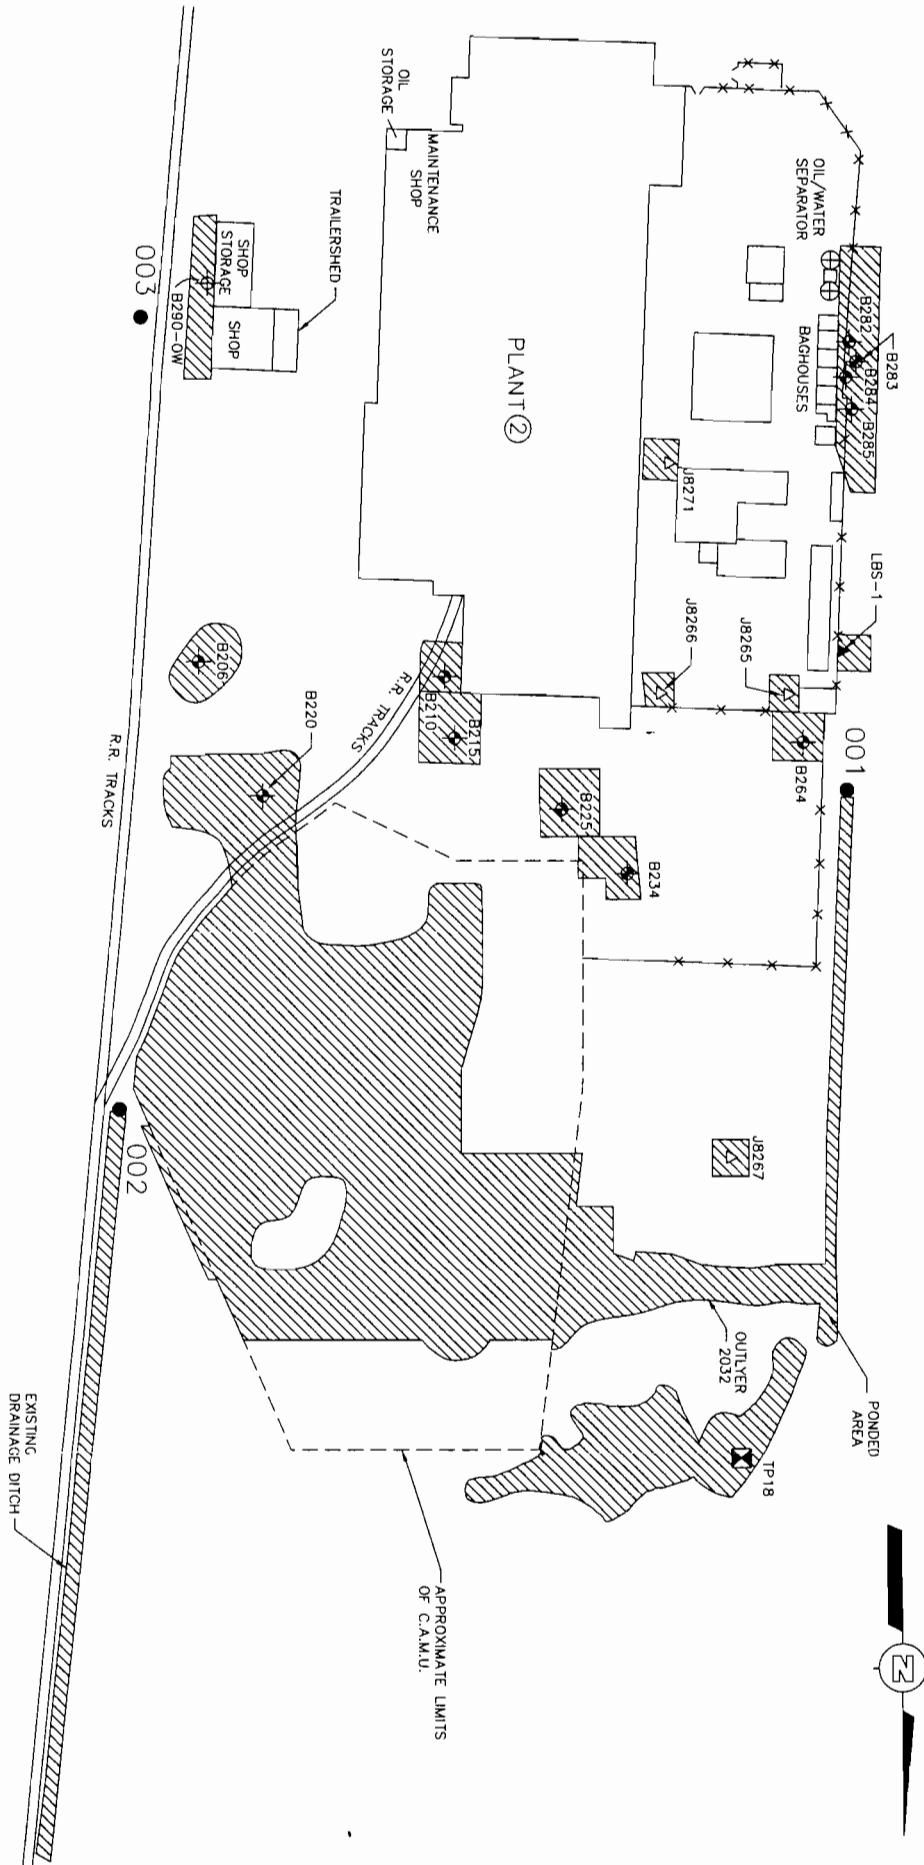 OIL
STORAGE
MAINTENANCE
SHOP
TRAILERSHED
SHOP
STORAGE
SHOP
B290-OW
003
PLANT 2
OIL/WATER
SEPARATOR
BAGHOUSES
B282
B283
B284
B285
J8271
LBS-1
J8266
J8265
B264
001
B206
B220
R.R. TRACKS
R.R. TRACKS
B210
B215
B225
B234
002
J8267
OUTLYER
2032
PONDED
AREA
TP18
EXISTING
DRAINAGE DITCH
APPROXIMATE LIMITS
OF C.A.M.U.
N